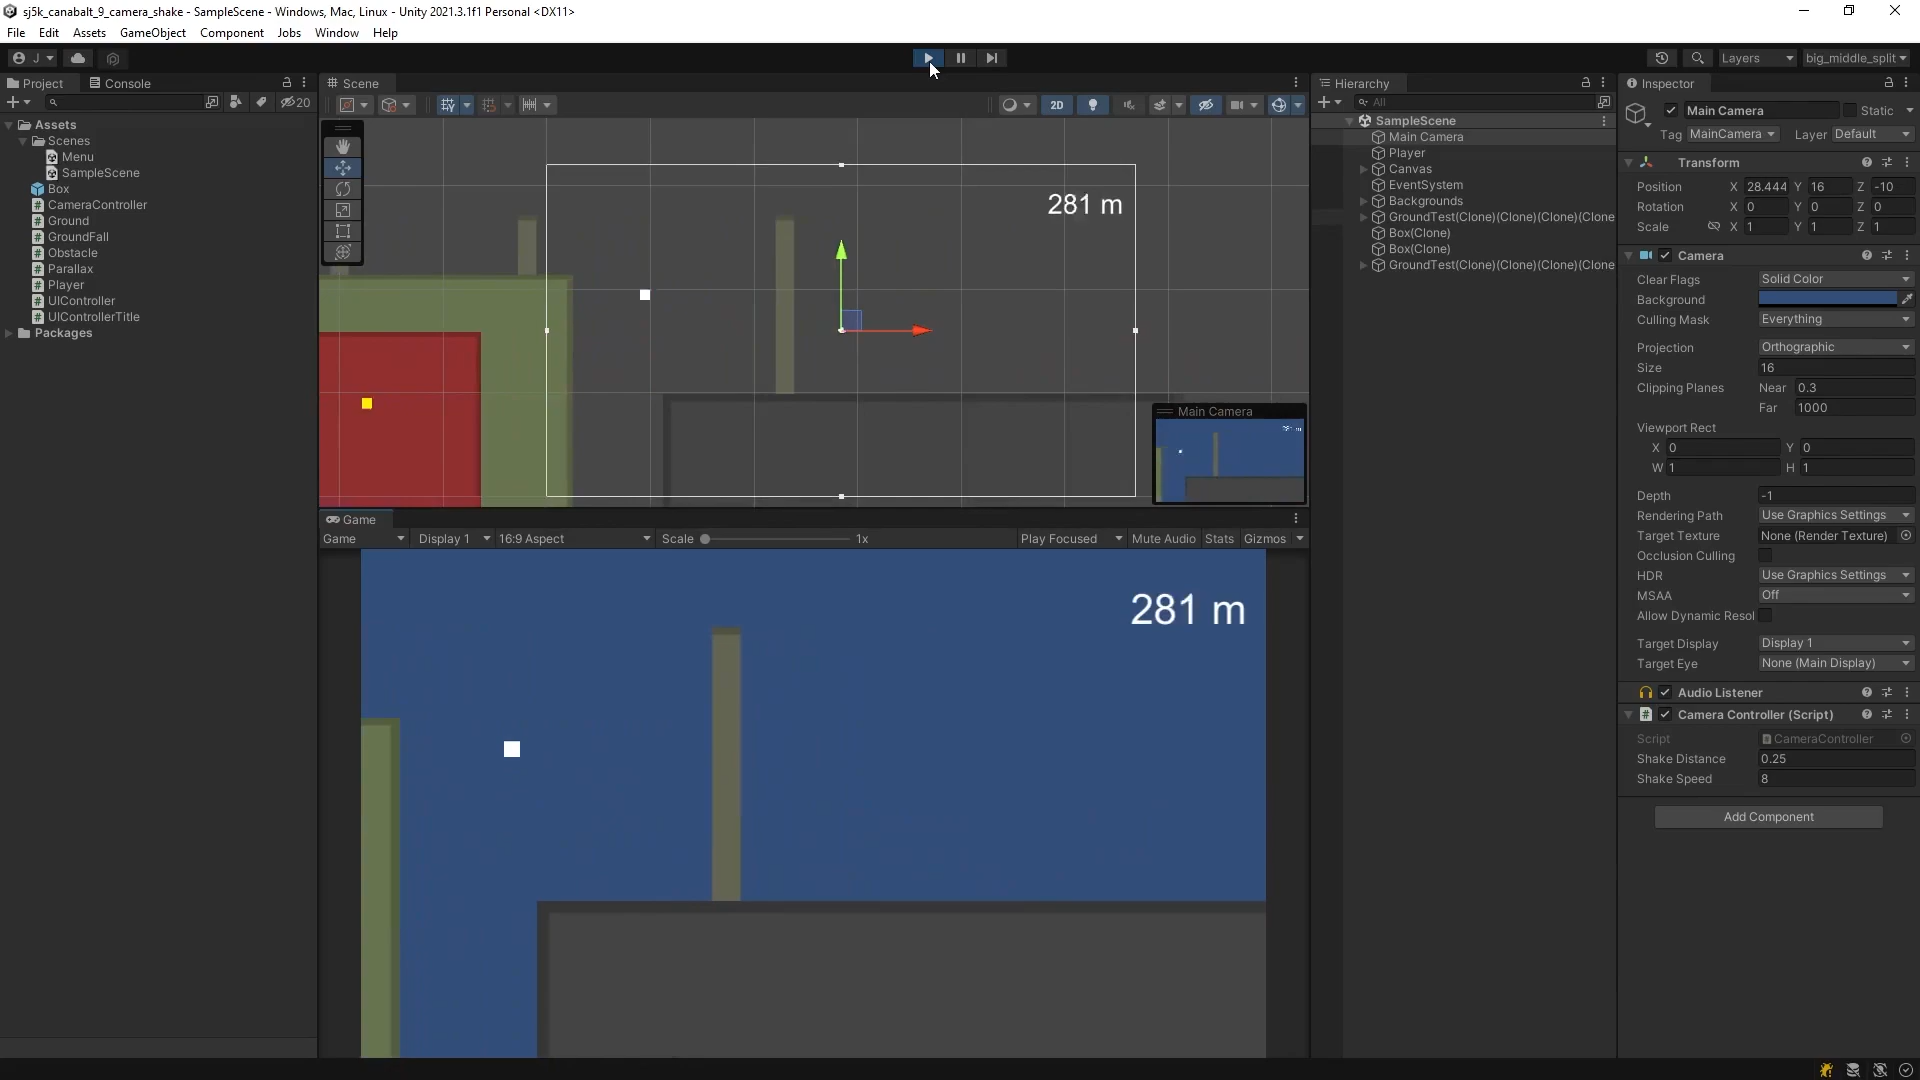 sj5k_canabalt_9_camera_shake - SampleScene - Windows, Mac, Linux - Unity 2021.3.1f1 Personal <DX11>
File Edit Assets GameObject Component Jobs Window Help
J
Layers
big_middle_split
Project
Console
20
Assets
Scenes
Menu
SampleScene
Box
CameraController
Ground
GroundFall
Obstacle
Parallax
Player
UIController
UIControllerTitle
Packages
Scene
2D
281 m
Main Camera
281 m
Game
Game Display 1 16:9 Aspect Scale 1x Play Focused Mute Audio Stats Gizmos
281 m
Hierarchy
All
SampleScene
Main Camera
Player
Canvas
EventSystem
Backgrounds
GroundTest(Clone)(Clone)(Clone)(Clone
Box(Clone)
Box(Clone)
GroundTest(Clone)(Clone)(Clone)(Clone
Inspector
Main Camera Static
Tag MainCamera Layer Default
Transform
Position X 28.444 Y 16 Z -10
Rotation X 0 Y 0 Z 0
Scale X 1 Y 1 Z 1
Camera
Clear Flags Solid Color
Background
Culling Mask Everything
Projection Orthographic
Size 16
Clipping Planes Near 0.3
Far 1000
Viewport Rect
X 0 Y 0
W 1 H 1
Depth -1
Rendering Path Use Graphics Settings
Target Texture None (Render Texture)
Occlusion Culling
HDR Use Graphics Settings
MSAA Off
Allow Dynamic Resol
Target Display Display 1
Target Eye None (Main Display)
Audio Listener
Camera Controller (Script)
Script CameraController
Shake Distance 0.25
Shake Speed 8
Add Component